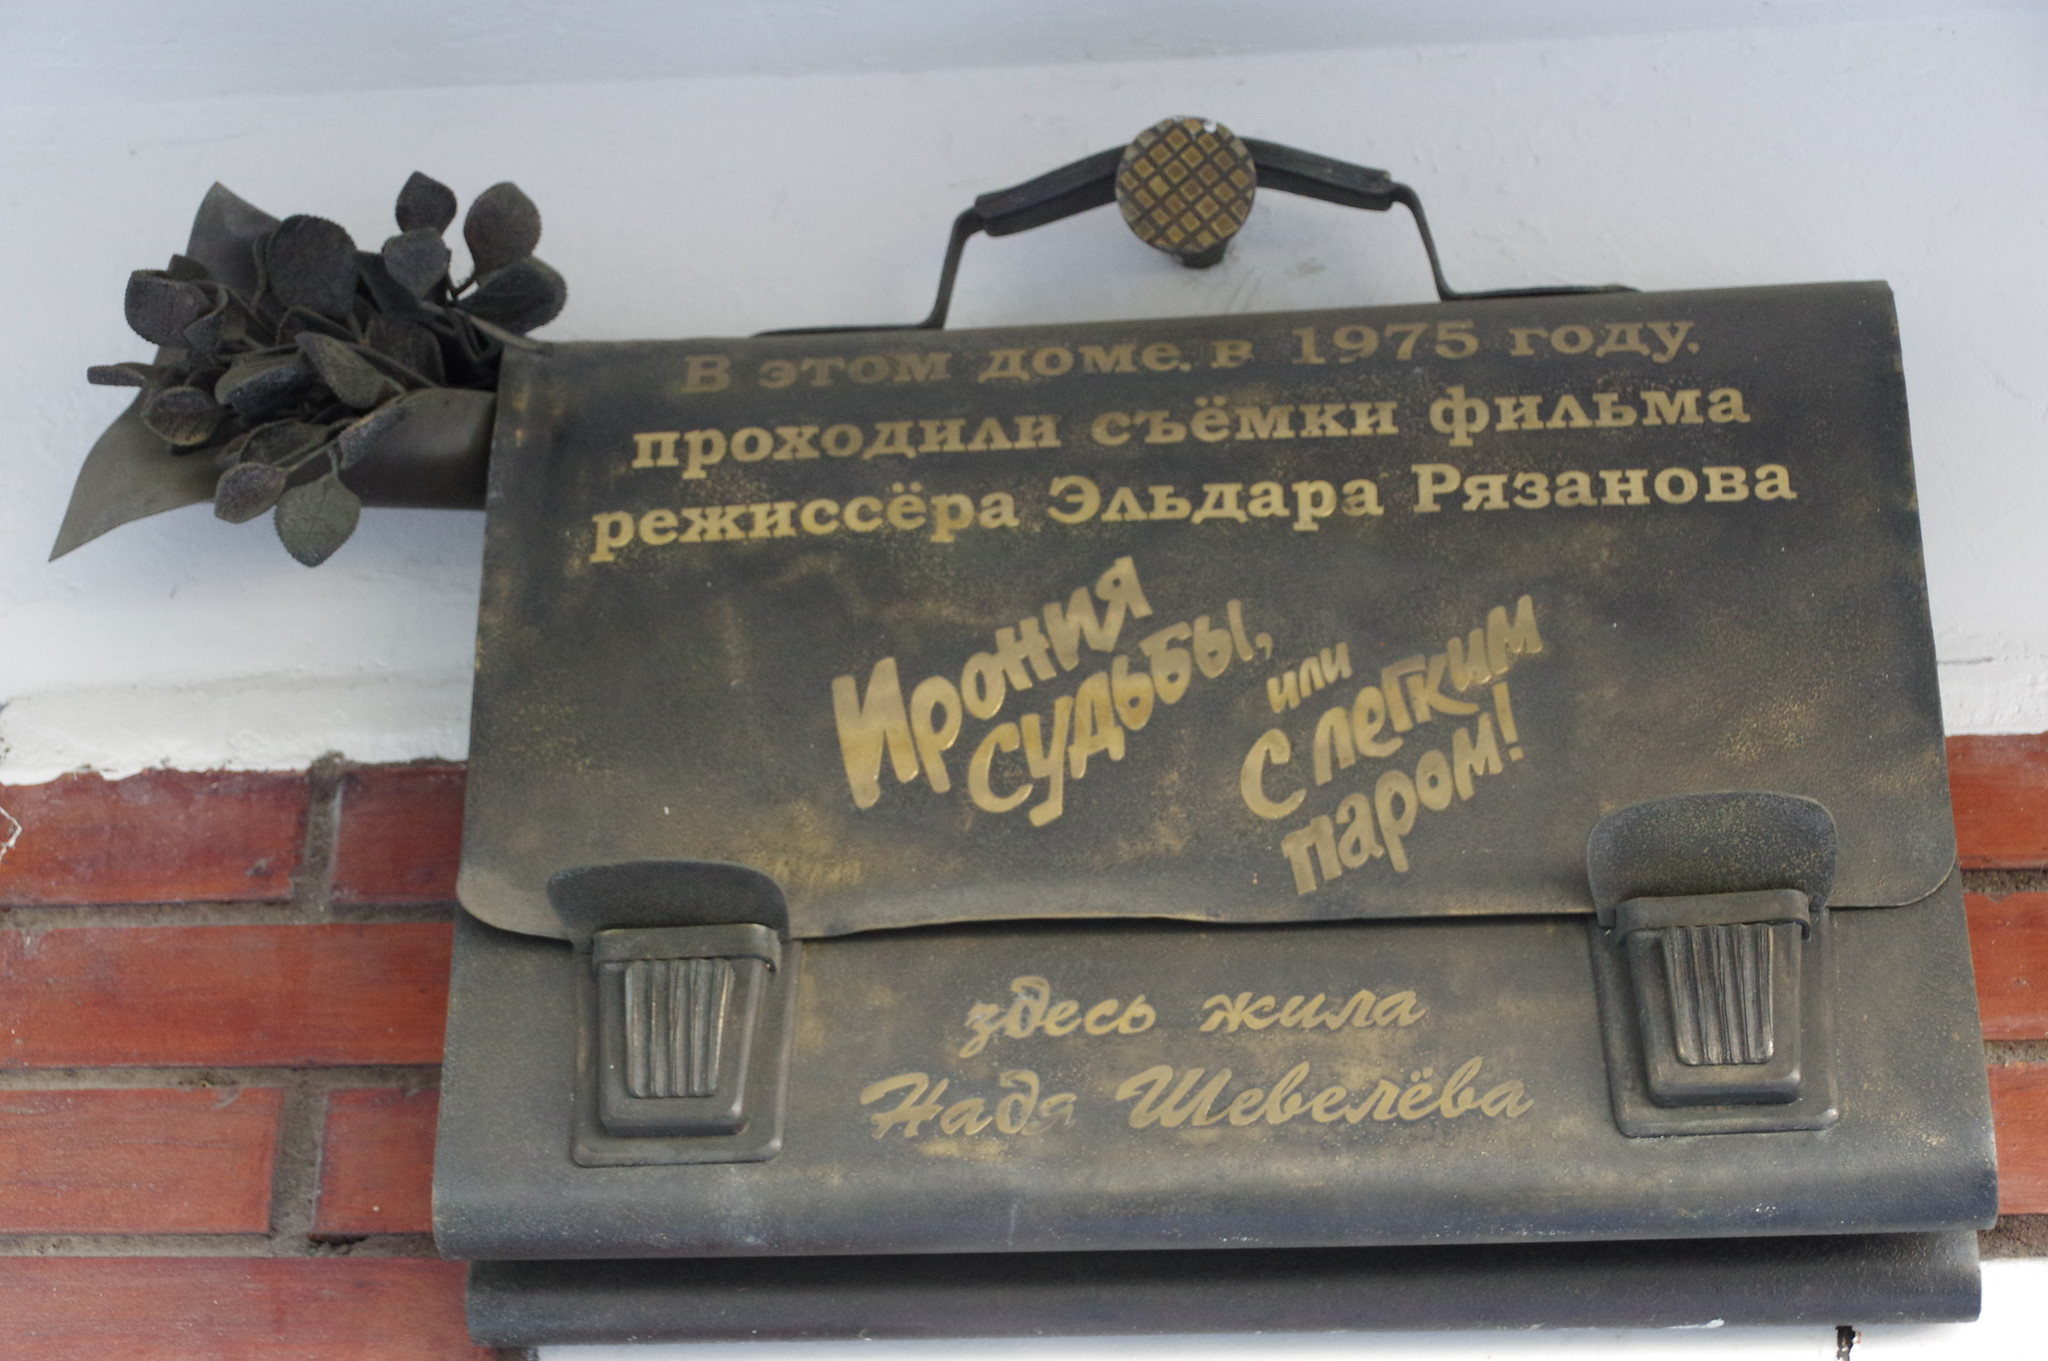 В этом доме, в 1975 году,
проходили съёмки фильма
режиссёра Эльдара Рязанова
Ирония
судьбы,
или
С легким
паром!
здесь жила
Надя Шевелёва